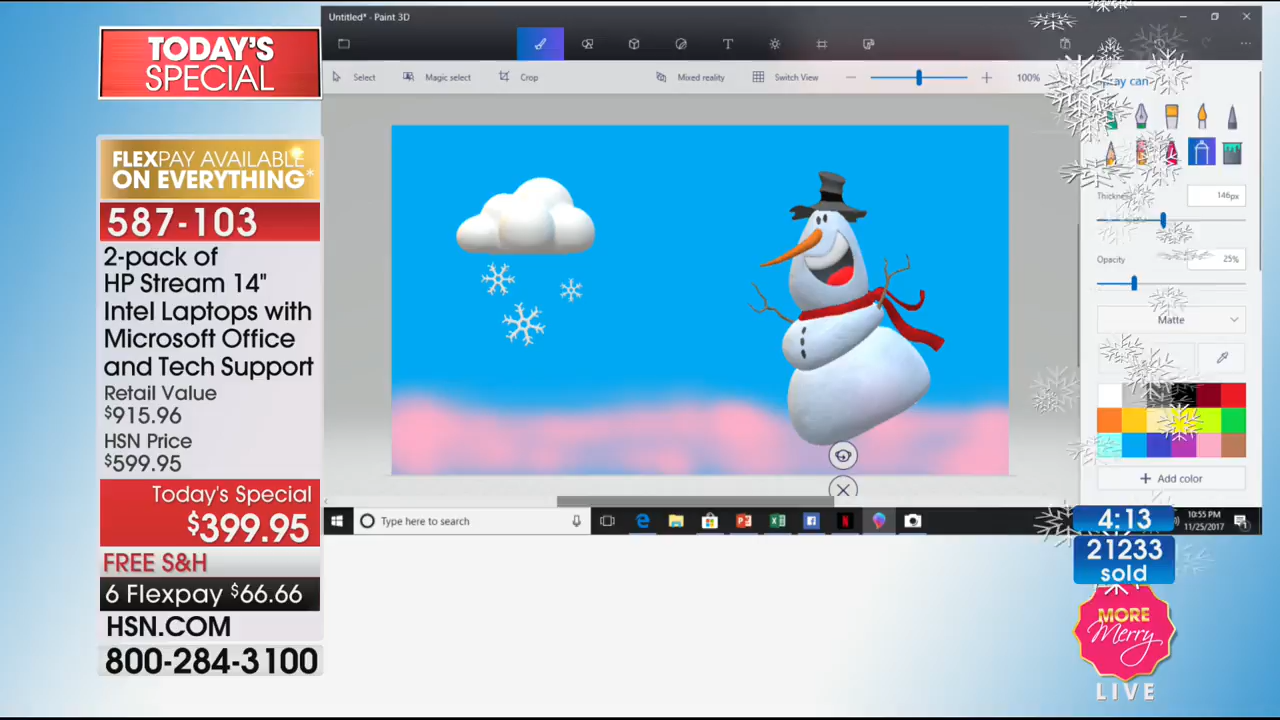 TODAY'S
SPECIAL
FLEXPAY AVAILABLE
ON EVERYTHING*
587-103
2-pack of
HP Stream 14"
Intel Laptops with
Microsoft Office
and Tech Support
Retail Value
$915.96
HSN Price
$599.95
Today's Special
$399.95
FREE S&H
6 Flexpay $66.66
HSN.COM
800-284-3100
Untitled* - Paint 3D
Select
Magic select
Crop
Mixed reality
Switch View
100%
can
Thickness
146px
Opacity
25%
Matte
Add color
Type here to search
10:55 PM
11/25/2017
4:13
21233
sold
MORE
Merry
LIVE